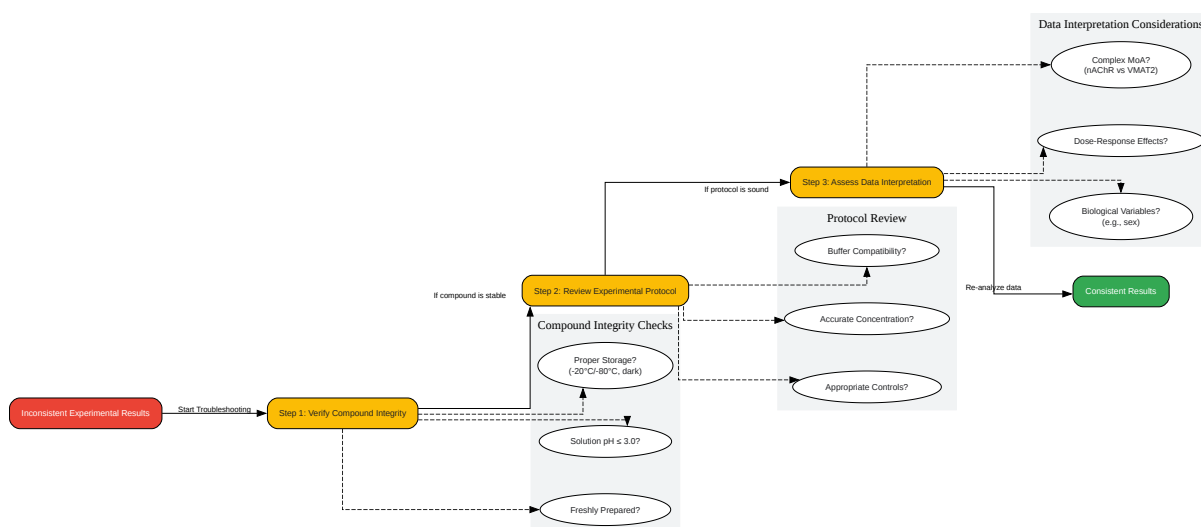 Data Interpretation Considerations
Complex MoA?
(nAChR vs VMAT2)
Dose-Response Effects?
Biological Variables?
(e.g., sex)
Step 3: Assess Data Interpretation
If protocol is sound
Protocol Review
Buffer Compatibility?
Accurate Concentration?
Appropriate Controls?
Re-analyze data
Consistent Results
Step 2: Review Experimental Protocol
If compound is stable
Compound Integrity Checks
Proper Storage?
(-20°C/-80°C, dark)
Solution pH ≤ 3.0?
Freshly Prepared?
Inconsistent Experimental Results
Start Troubleshooting
Step 1: Verify Compound Integrity